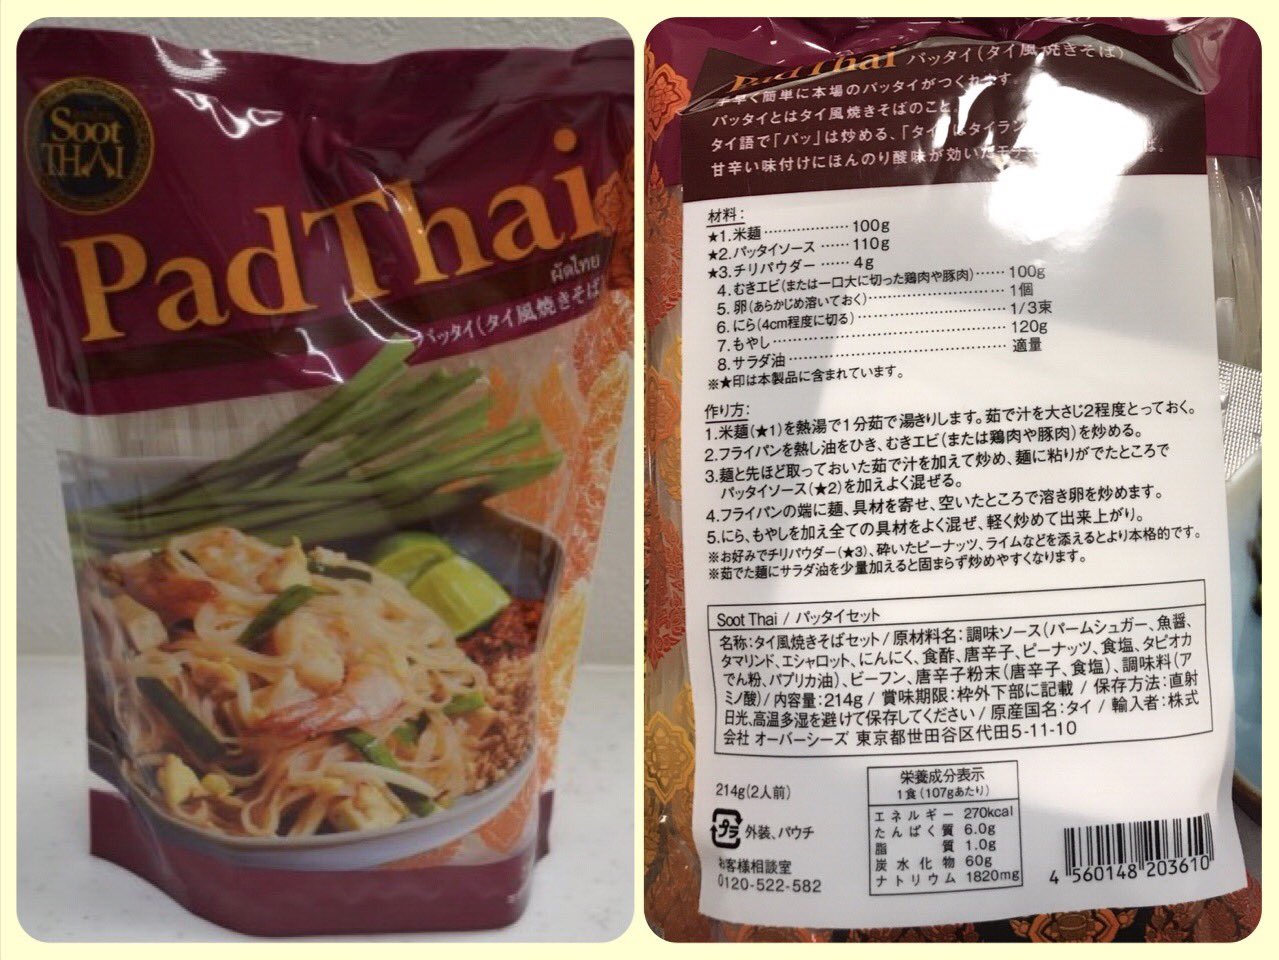 Soot
THAI
Pad Thai
ผัดไทย
パッタイ(タイ風焼きそば)
Pad Thai パッタイ(タイ風焼きそば)
手早く簡単に本場のパッタイがつくれます。
パッタイとはタイ風焼きそばのこと。
タイ語で「パッ」は炒める、「タイ」はタイラン
甘辛い味付けにほんのり酸味が効いた
材料:
★1.米麺 ……………… 100g
★2.パッタイソース …… 110g
★3.チリパウダー …… 4g
4.むきエビ(または一口大に切った鶏肉や豚肉)…… 100g
5.卵(あらかじめ溶いておく)…………… 1個
6.にら(4cm程度に切る)…………… 1/3束
7.もやし…………… 120g
8.サラダ油…………… 適量
※★印は本製品に含まれています。
作り方:
1.米麺(★1)を熱湯で1分茹で湯きりします。茹で汁を大さじ2程度とっておく。
2.フライパンを熱し油をひき、むきエビ(または鶏肉や豚肉)を炒める。
3.麺と先ほど取っておいた茹で汁を加えて炒め、麺に粘りがでたところで
パッタイソース(★2)を加えよく混ぜる。
4.フライパンの端に麺、具材を寄せ、空いたところで溶き卵を炒めます。
5.にら、もやしを加え全ての具材をよく混ぜ、軽く炒めて出来上がり。
※お好みでチリパウダー(★3)、砕いたピーナッツ、ライムなどを添えるとより本格的です。
※茹でた麺にサラダ油を少量加えると固まらず炒めやすくなります。
Soot Thai / パッタイセット
名称:タイ風焼きそばセット / 原材料名:調味ソース(パームシュガー、魚醤、
タマリンド、エシャロット、にんにく、食酢、唐辛子、ピーナッツ、食塩、タピオカ
でん粉、パプリカ油)、ビーフン、唐辛子粉末(唐辛子、食塩)、調味料(ア
ミノ酸) / 内容量:214g / 賞味期限:枠外下部に記載 / 保存方法:直射
日光、高温多湿を避けて保存してください / 原産国名:タイ / 輸入者:株式
会社 オーバーシーズ 東京都世田谷区代田5-11-10
214g(2人前)
プラ 外装、パウチ
お客様相談室
0120-522-582
栄養成分表示
1食(107gあたり)
エネルギー 270kcal
たんぱく質 6.0g
脂質 1.0g
炭水化物 60g
ナトリウム 1820mg
4 560148 203610